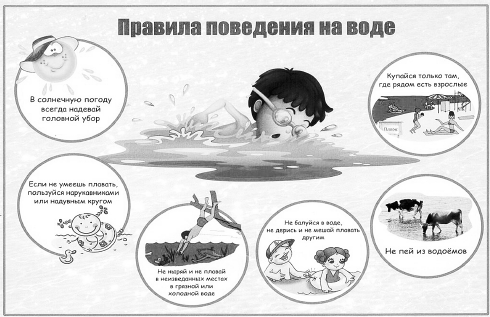 Правила поведения на воде
В солнечную погоду
всегда надевай
головной убор
Купайся только там,
где рядом есть взрослые
Пляж
Если не умеешь плавать,
пользуйся нарукавниками
или надувным кругом
Не ныряй и не плавай
в неизведанных местах
в грязной или
холодной воде
Не балуйся в воде,
не дерись и не мешай плавать
другим
Не пей из водоёмов